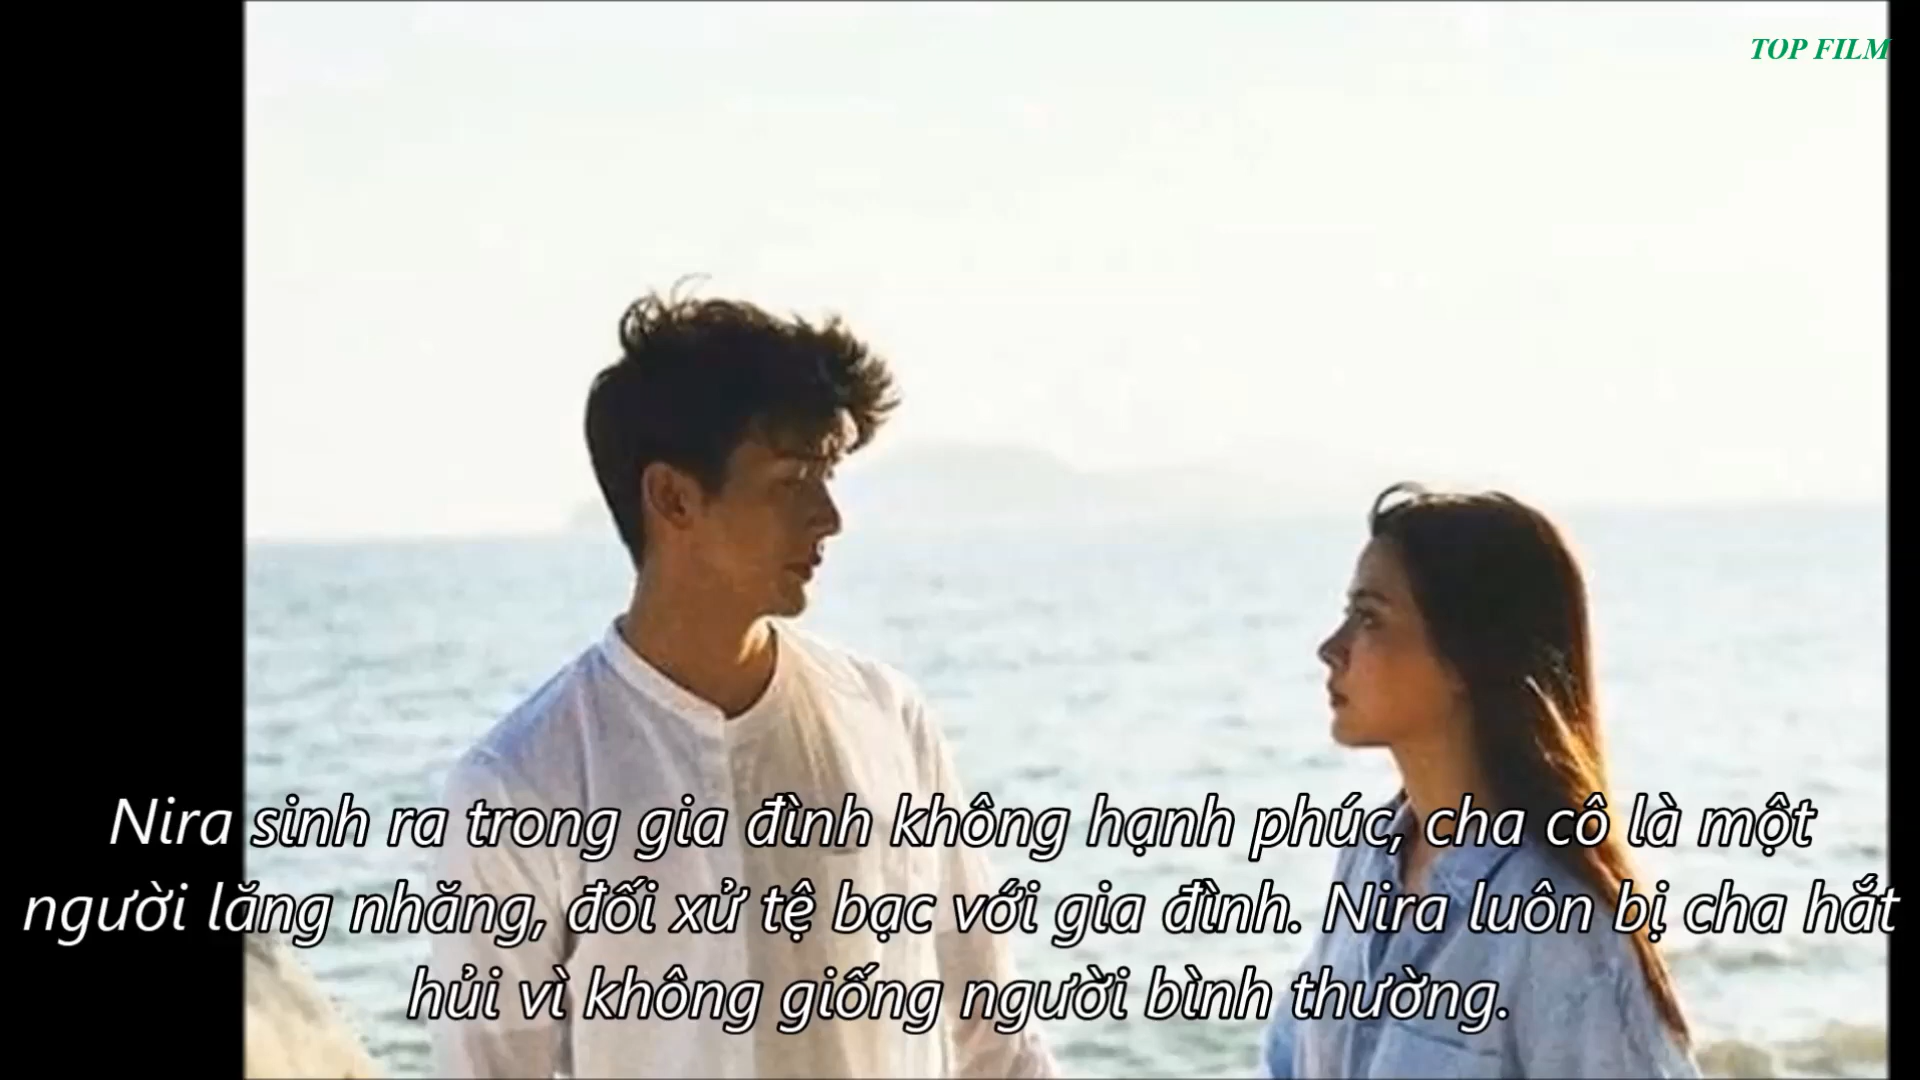 TOP FILM
Nira sinh ra trong gia đình không hạnh phúc, cha cô là một
người lăng nhăng, đối xử tệ bạc với gia đình. Nira luôn bị cha hắt
hủi vì không giống người bình thường.